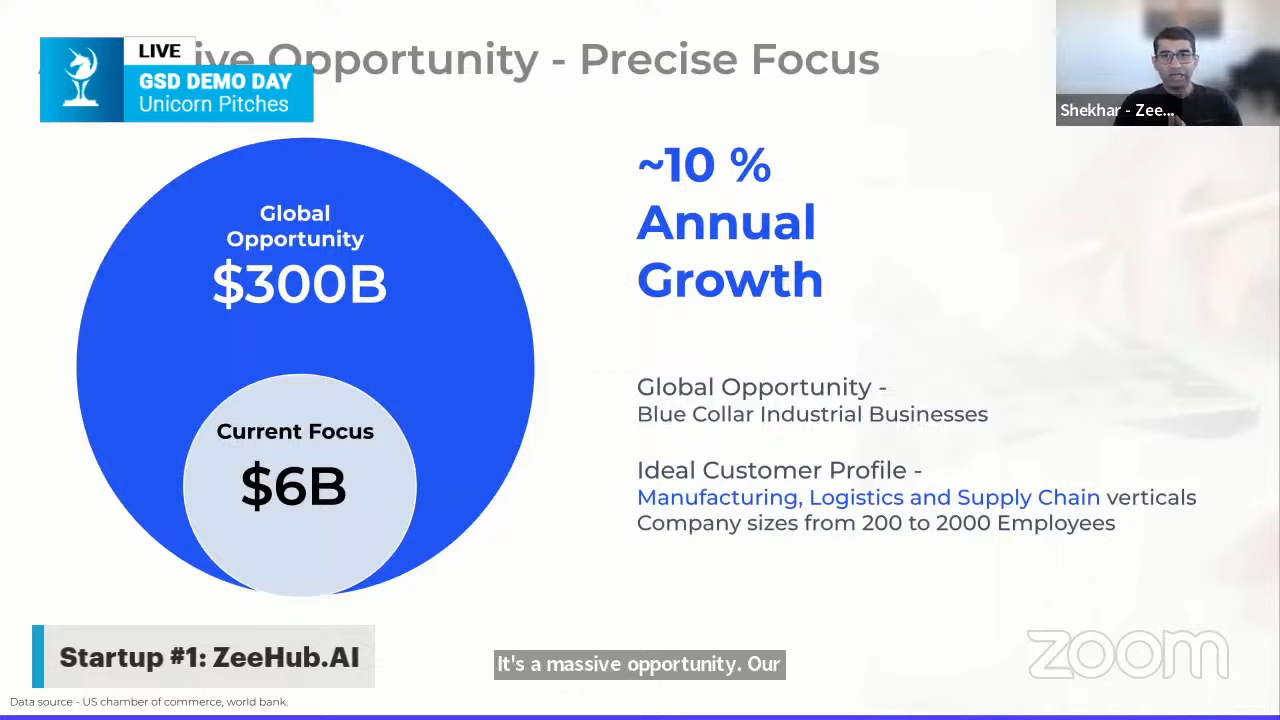 ive Opportunity - Precise Focus
LIVE
GSD DEMO DAY
Unicorn Pitches
Shekhar - Zee...
Global
Opportunity
$300B
Current Focus
$6B
~10 %
Annual
Growth
Global Opportunity -
Blue Collar Industrial Businesses
Ideal Customer Profile -
Manufacturing, Logistics and Supply Chain verticals
Company sizes from 200 to 2000 Employees
Startup #1: ZeeHub.AI
It's a massive opportunity. Our
zoom
Data source - US chamber of commerce, world bank.